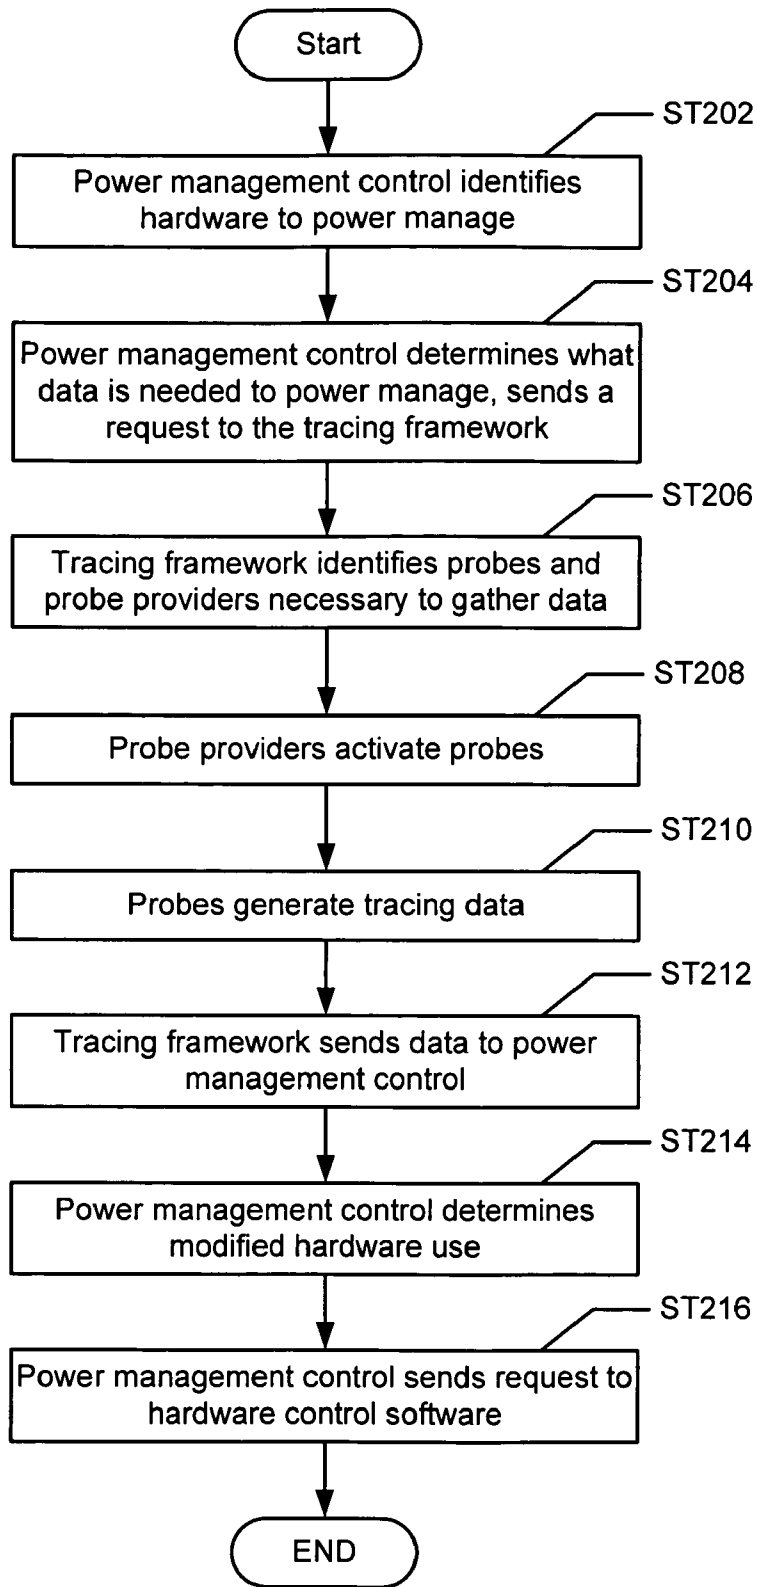 Start
ST202
Power management control identifies
hardware to power manage
ST204
Power management control determines what
data is needed to power manage, sends a
request to the tracing framework
ST206
Tracing framework identifies probes and
probe providers necessary to gather data
ST208
Probe providers activate probes
ST210
Probes generate tracing data
ST212
Tracing framework sends data to power
management control
ST214
Power management control determines
modified hardware use
ST216
Power management control sends request to
hardware control software
END